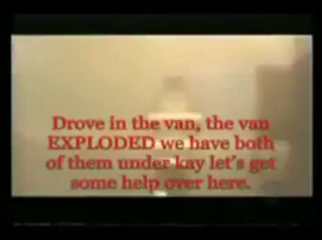 Drove in the van, the van
EXPLODED we have both
of them under kay let's get
some help over here.